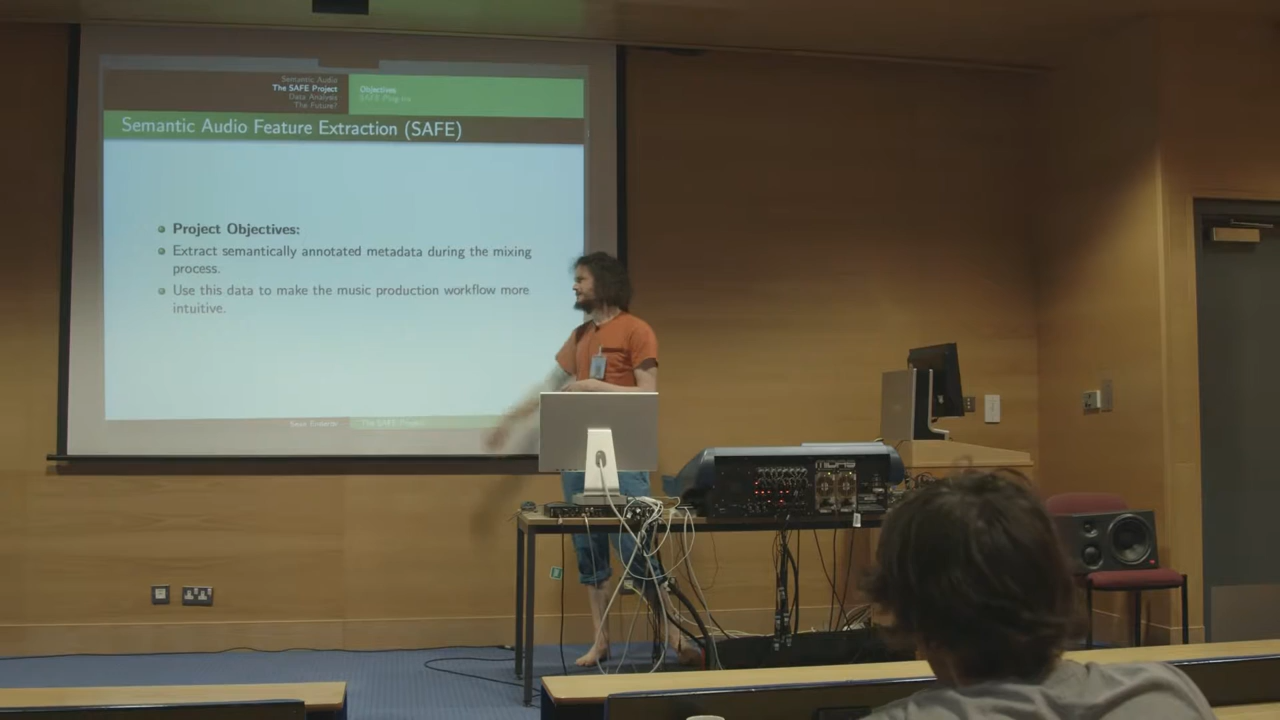 Semantic Audio
The SAFE Project
Data Analysis
The Future?
Objectives
SAFE Plug-ins
Semantic Audio Feature Extraction (SAFE)
Project Objectives:
Extract semantically annotated metadata during the mixing
process.
Use this data to make the music production workflow more
intuitive.
The SAFE Project